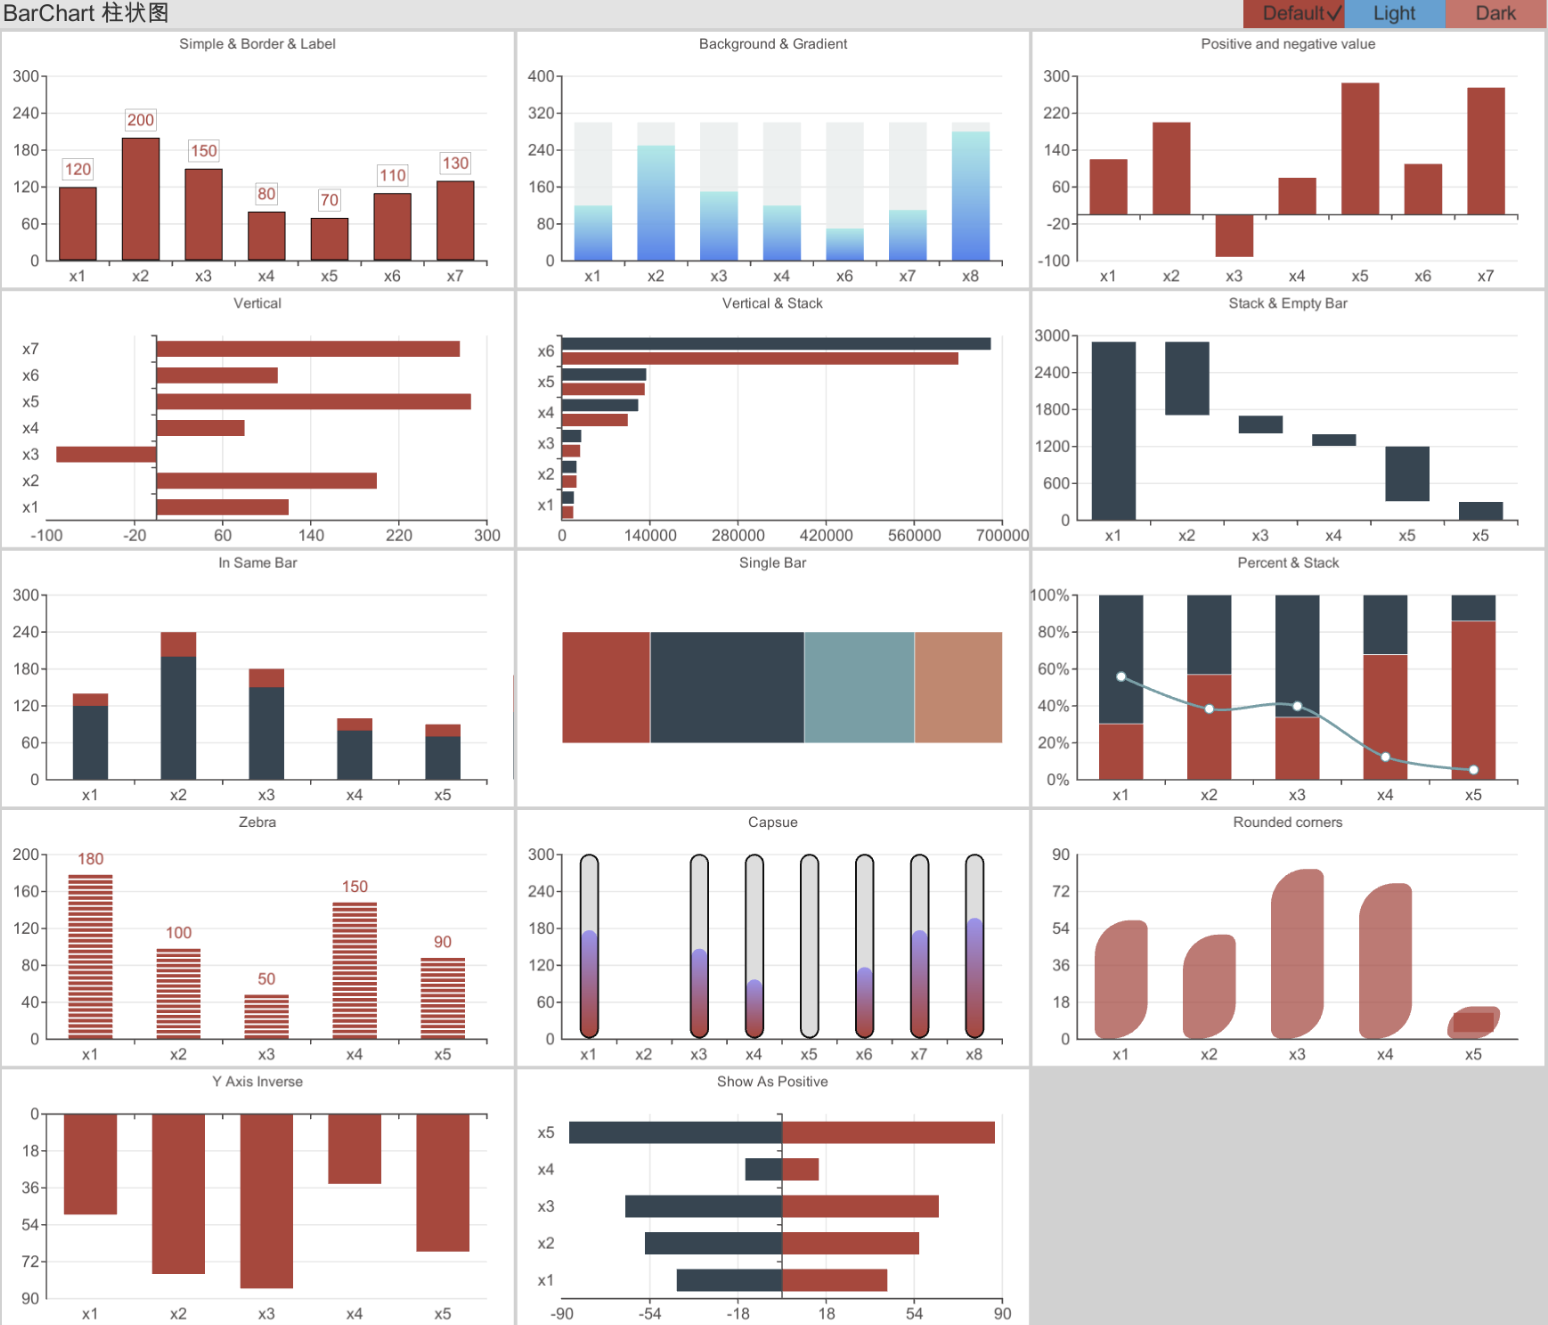 BarChart 柱状图
Default✓ Light Dark
Simple & Border & Label
300
240
180
120
60
0
120 200 150 80 70 110 130
x1 x2 x3 x4 x5 x6 x7
Background & Gradient
400
320
240
160
80
0
x1 x2 x3 x4 x6 x7 x8
Positive and negative value
300
220
140
60
-20
-100
x1 x2 x3 x4 x5 x6 x7
Vertical
x7
x6
x5
x4
x3
x2
x1
-100 -20 60 140 220 300
Vertical & Stack
x6
x5
x4
x3
x2
x1
0 140000 280000 420000 560000 700000
Stack & Empty Bar
3000
2400
1800
1200
600
0
x1 x2 x3 x4 x5 x5
In Same Bar
300
240
180
120
60
0
x1 x2 x3 x4 x5
Single Bar
Percent & Stack
100%
80%
60%
40%
20%
0%
x1 x2 x3 x4 x5
Zebra
200
160
120
80
40
0
180 100 50 150 90
x1 x2 x3 x4 x5
Capsue
300
240
180
120
60
0
x1 x2 x3 x4 x5 x6 x7 x8
Rounded corners
90
72
54
36
18
0
x1 x2 x3 x4 x5
Y Axis Inverse
0
18
36
54
72
90
x1 x2 x3 x4 x5
Show As Positive
x5
x4
x3
x2
x1
-90 -54 -18 18 54 90